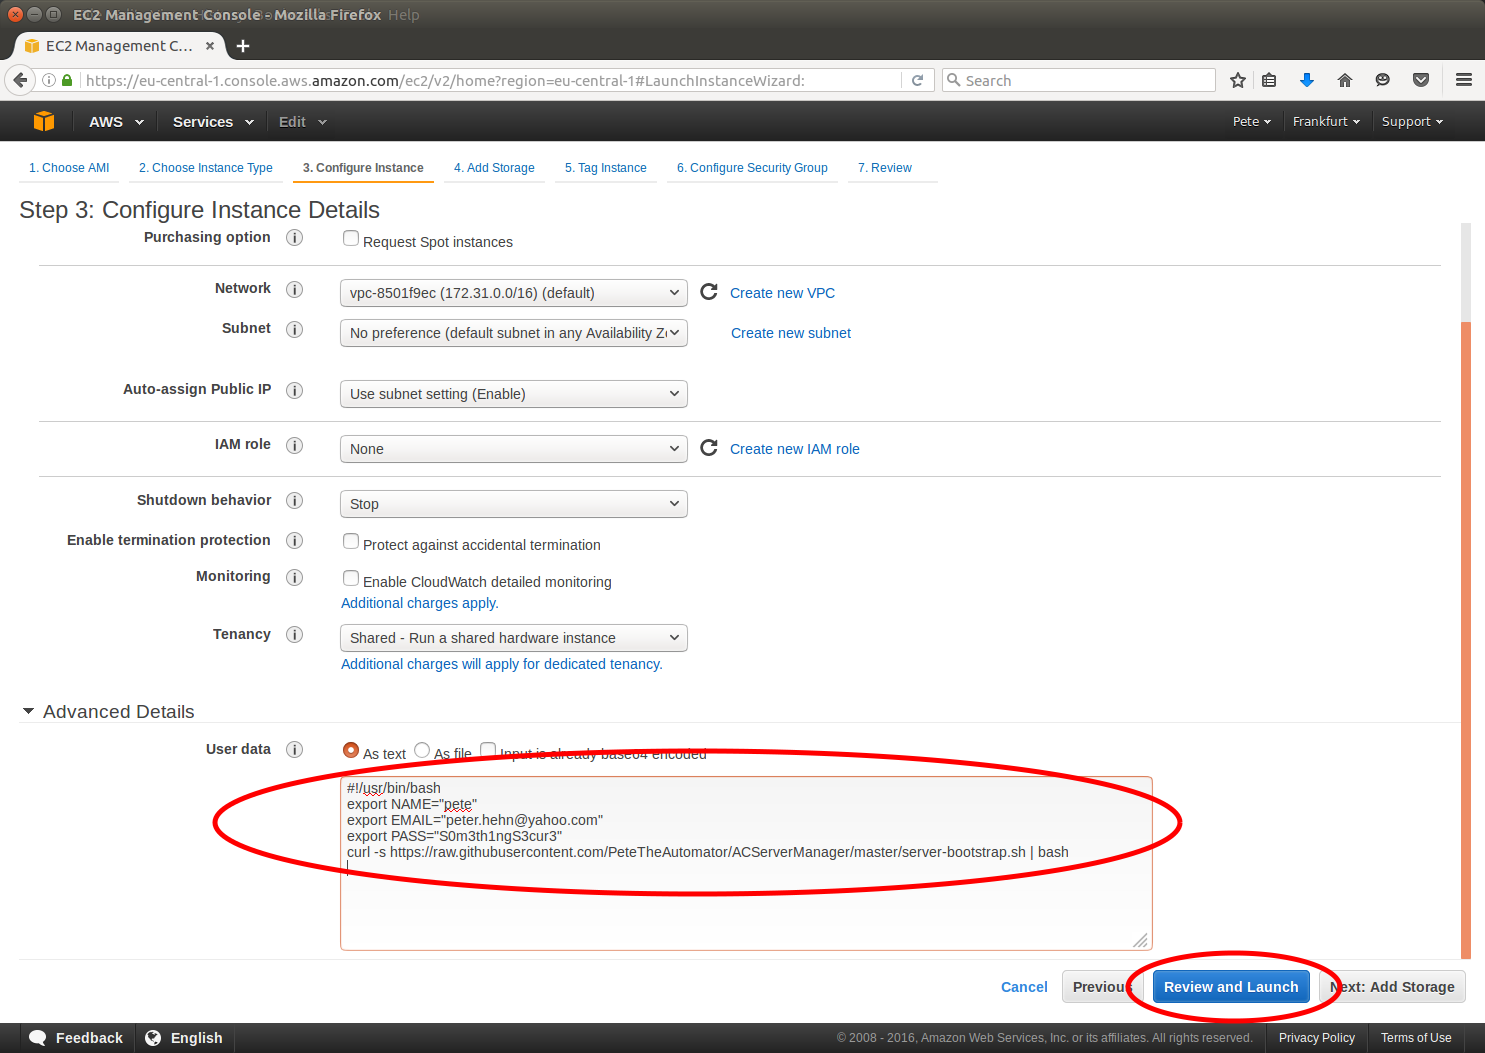 EC2 Management Console - Mozilla Firefox Help
EC2 Management C...
https://eu-central-1.console.aws.amazon.com/ec2/v2/home?region=eu-central-1#LaunchInstanceWizard:
Search
AWS Services Edit Pete Frankfurt Support
1. Choose AMI 2. Choose Instance Type 3. Configure Instance 4. Add Storage 5. Tag Instance 6. Configure Security Group 7. Review
Step 3: Configure Instance Details
Purchasing option Request Spot instances
Network vpc-8501f9ec (172.31.0.0/16) (default) Create new VPC
Subnet No preference (default subnet in any Availability Zo Create new subnet
Auto-assign Public IP Use subnet setting (Enable)
IAM role None Create new IAM role
Shutdown behavior Stop
Enable termination protection Protect against accidental termination
Monitoring Enable CloudWatch detailed monitoring
Additional charges apply.
Tenancy Shared - Run a shared hardware instance
Additional charges will apply for dedicated tenancy.
Advanced Details
User data As text As file Input is already base64 encoded
#!/usr/bin/bash
export NAME="pete"
export EMAIL="peter.hehn@yahoo.com"
export PASS="S0m3th1ngS3cur3"
curl -s https://raw.githubusercontent.com/PeteTheAutomator/ACServerManager/master/server-bootstrap.sh | bash
Cancel Previous Review and Launch Next: Add Storage
Feedback English © 2008 - 2016, Amazon Web Services, Inc. or its affiliates. All rights reserved. Privacy Policy Terms of Use